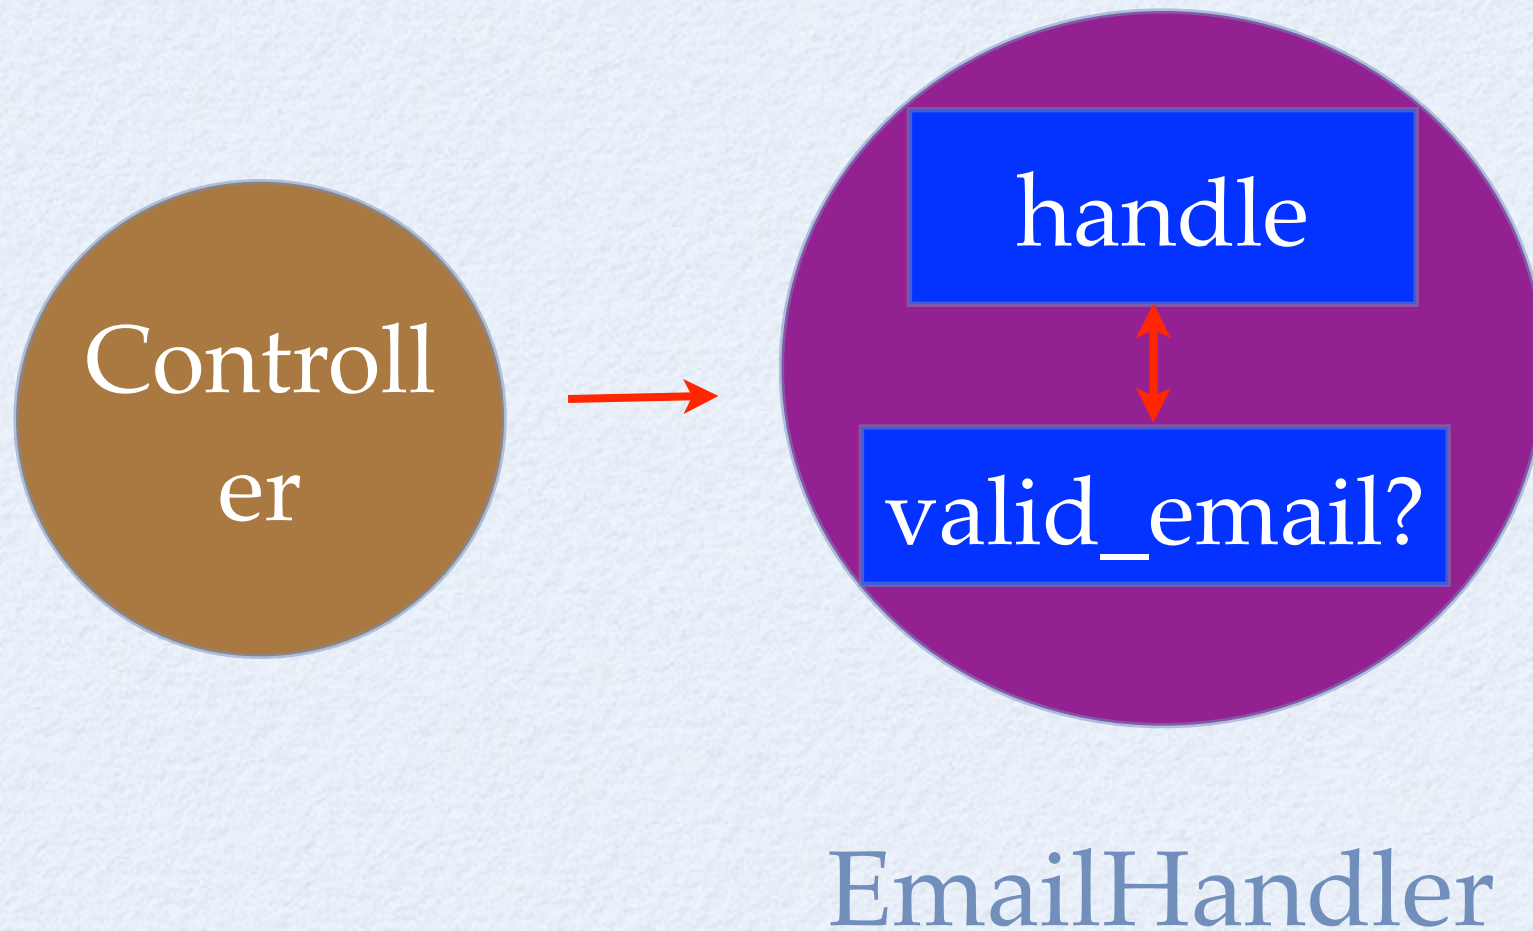 Controll
er
handle
valid_email?
EmailHandler